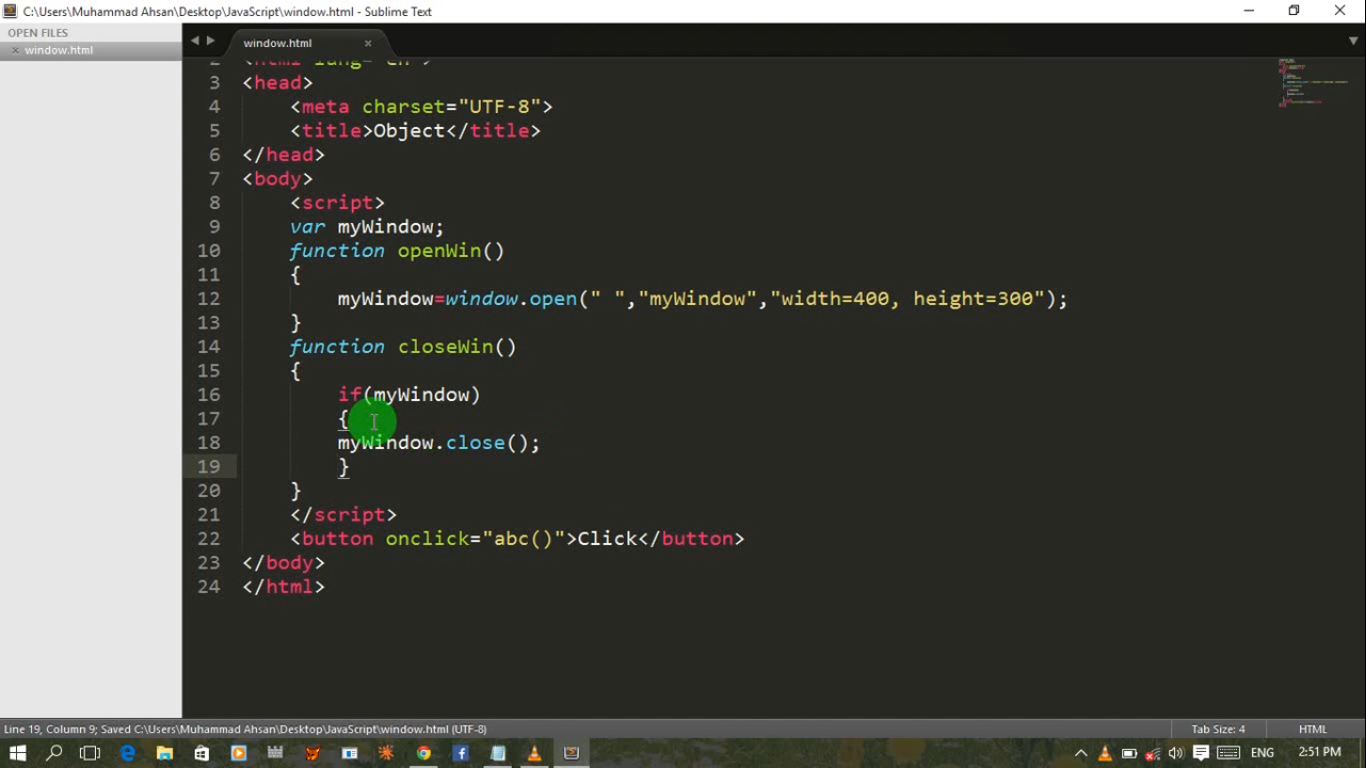 C:\Users\Muhammad Ahsan\Desktop\JavaScript\window.html - Sublime Text
OPEN FILES
window.html
window.html
2 <html lang="en">
3 <head>
4 <meta charset="UTF-8">
5 <title>Object</title>
6 </head>
7 <body>
8 <script>
9 var myWindow;
10 function openWin()
11 {
12 myWindow=window.open(" ","myWindow","width=400, height=300");
13 }
14 function closeWin()
15 {
16 if(myWindow)
17 {
18 myWindow.close();
19 }
20 }
21 </script>
22 <button onclick="abc()">Click</button>
23 </body>
24 </html>
Line 19, Column 9; Saved C:\Users\Muhammad Ahsan\Desktop\JavaScript\window.html (UTF-8)
Tab Size: 4
HTML
ENG
2:51 PM